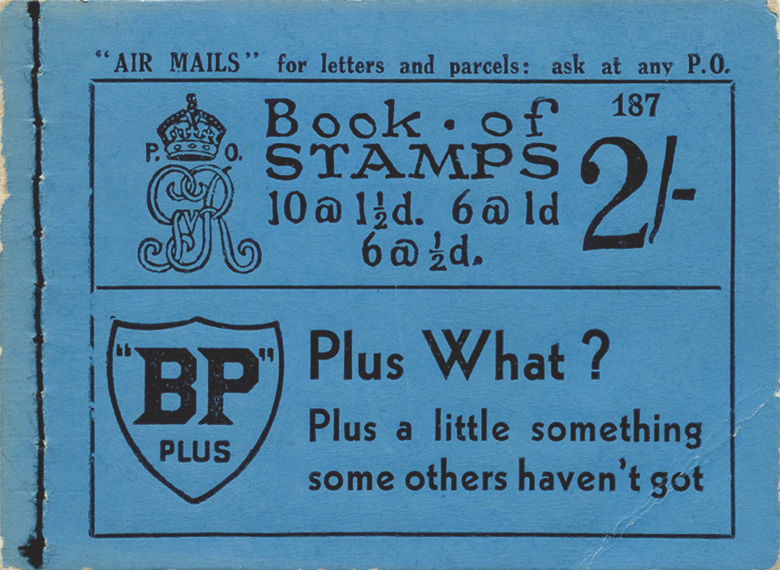 "AIR MAILS" for letters and parcels: ask at any P.O.
187
Book · of
P. O.
STAMPS
2/-
10 @ 1½d. 6 @ 1d
GvR
6 @ ½d.
"BP"
PLUS
Plus What?
Plus a little something
some others haven't got